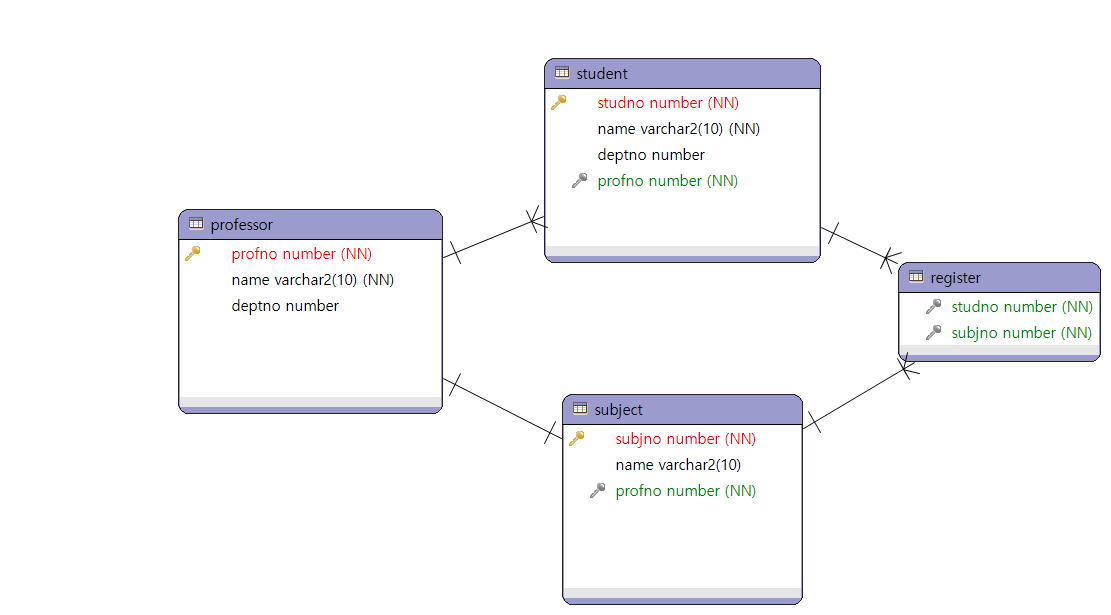 student
studno number (NN)
name varchar2(10) (NN)
deptno number
profno number (NN)
professor
profno number (NN)
name varchar2(10) (NN)
deptno number
register
studno number (NN)
subjno number (NN)
subject
subjno number (NN)
name varchar2(10)
profno number (NN)